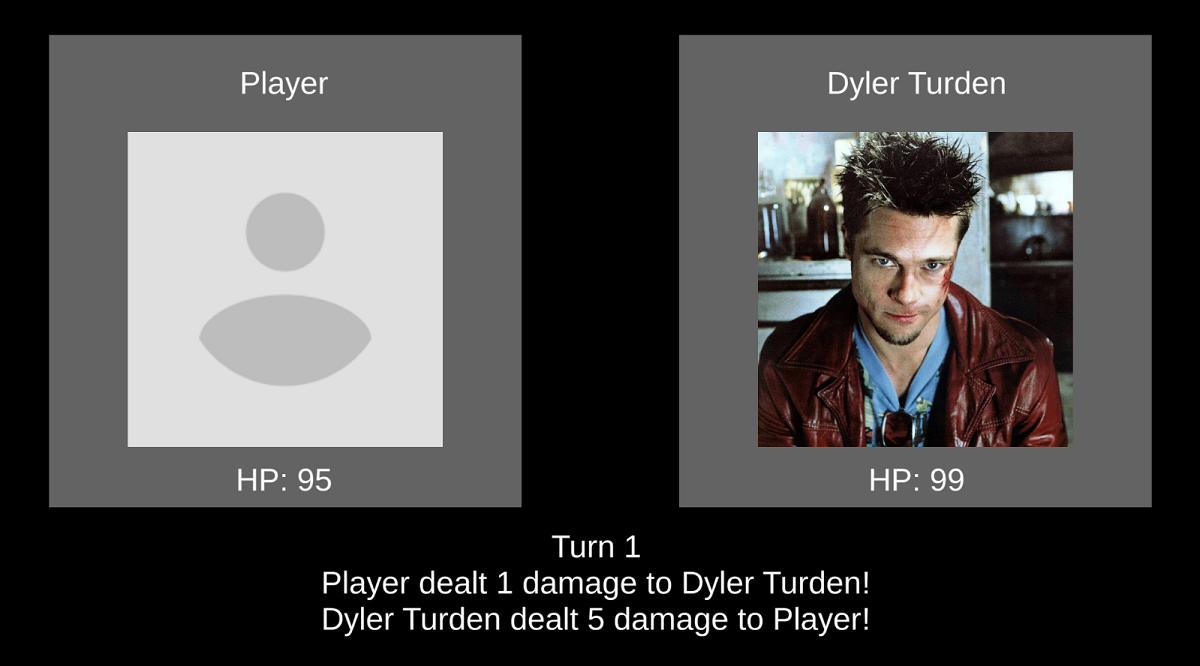 Player
Dyler Turden
HP: 95
HP: 99
Turn 1
Player dealt 1 damage to Dyler Turden!
Dyler Turden dealt 5 damage to Player!